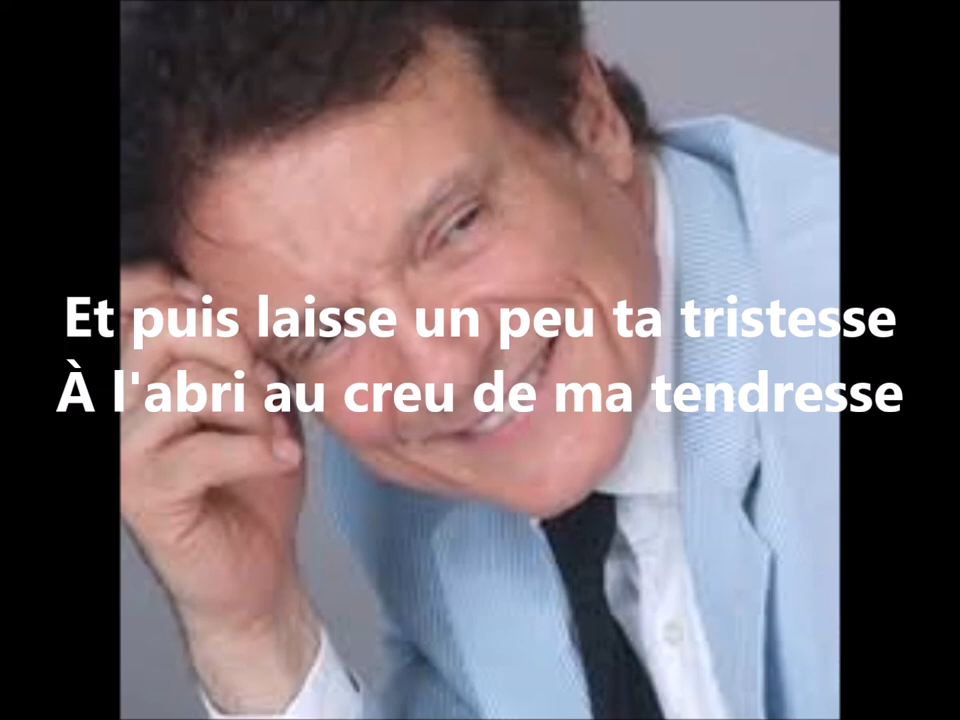 Et puis laisse un peu ta tristesse
À l'abri au creu de ma tendresse